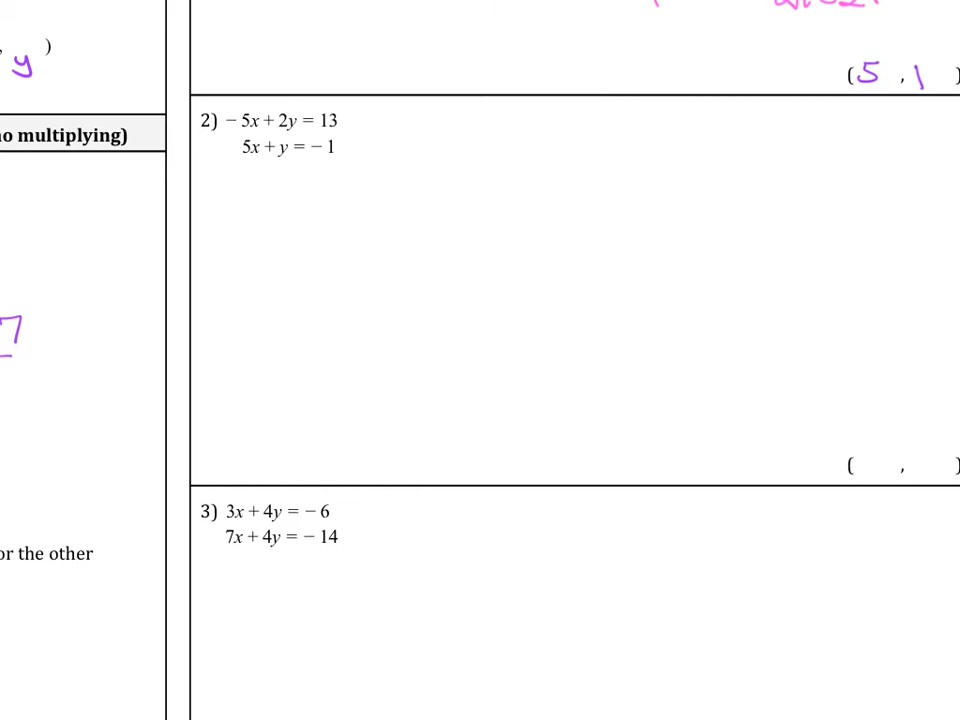 , y )
no multiplying)
7
or the other
(5 , 1 )
2) − 5x + 2y = 13
5x + y = − 1
( , )
3) 3x + 4y = − 6
7x + 4y = − 14